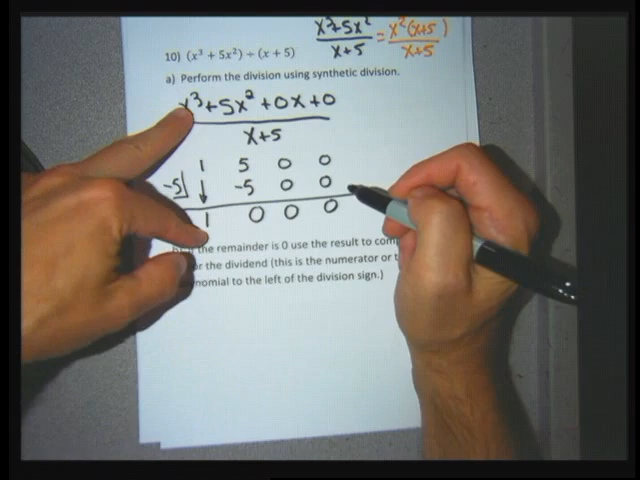 x³+5x² / x+5 = x²(x+5) / x+5
10) (x³ + 5x²) ÷ (x + 5)
a) Perform the division using synthetic division.
x³+5x²+0x+0
x+5
1 5 0 0
-5 ↓ -5 0 0
1 0 0 0
the remainder is 0 use the result to com
r the dividend (this is the numerator or t
nomial to the left of the division sign.)